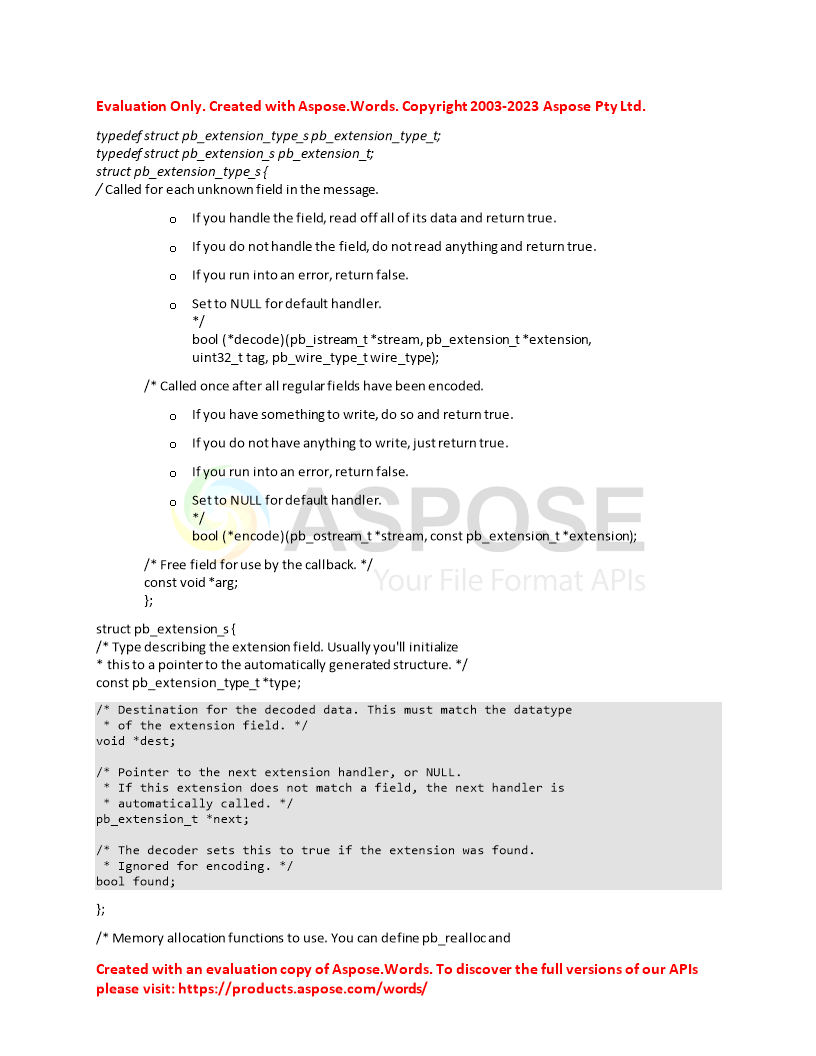 Evaluation Only. Created with Aspose.Words. Copyright 2003-2023 Aspose Pty Ltd.
typedef struct pb_extension_type_s pb_extension_type_t;
typedef struct pb_extension_s pb_extension_t;
struct pb_extension_type_s {
/ Called for each unknown field in the message.
o If you handle the field, read off all of its data and return true.
o If you do not handle the field, do not read anything and return true.
o If you run into an error, return false.
o Set to NULL for default handler.
*/
bool (*decode)(pb_istream_t *stream, pb_extension_t *extension,
uint32_t tag, pb_wire_type_t wire_type);
/* Called once after all regular fields have been encoded.
o If you have something to write, do so and return true.
o If you do not have anything to write, just return true.
o If you run into an error, return false.
o Set to NULL for default handler.
*/
bool (*encode)(pb_ostream_t *stream, const pb_extension_t *extension);
ASPOSE
Your File Format APIs
/* Free field for use by the callback. */
const void *arg;
};
struct pb_extension_s {
/* Type describing the extension field. Usually you'll initialize
* this to a pointer to the automatically generated structure. */
const pb_extension_type_t *type;
/* Destination for the decoded data. This must match the datatype
 * of the extension field. */
void *dest;
/* Pointer to the next extension handler, or NULL.
 * If this extension does not match a field, the next handler is
 * automatically called. */
pb_extension_t *next;
/* The decoder sets this to true if the extension was found.
 * Ignored for encoding. */
bool found;
};
/* Memory allocation functions to use. You can define pb_realloc and
Created with an evaluation copy of Aspose.Words. To discover the full versions of our APIs
please visit: https://products.aspose.com/words/